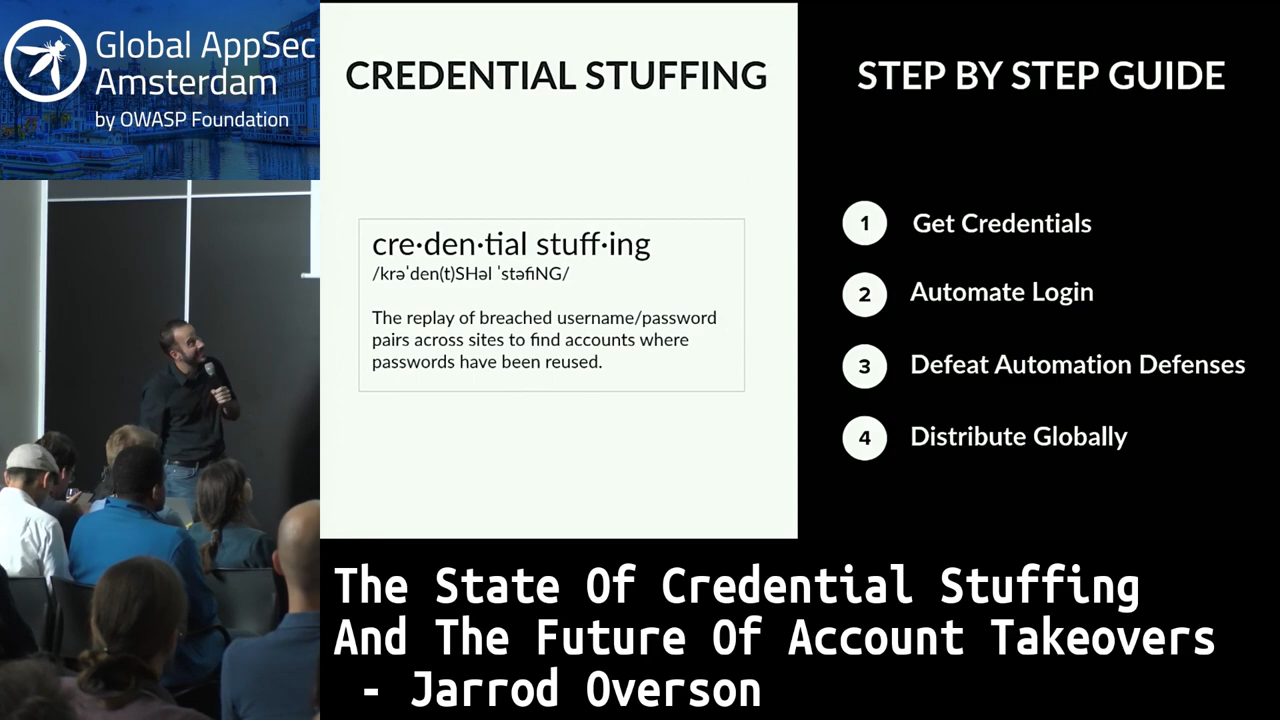 Global AppSec
Amsterdam
by OWASP Foundation
CREDENTIAL STUFFING
cre·den·tial stuff·ing
/krəˈden(t)SHəl ˈstəfiNG/
The replay of breached username/password
pairs across sites to find accounts where
passwords have been reused.
STEP BY STEP GUIDE
1 Get Credentials
2 Automate Login
3 Defeat Automation Defenses
4 Distribute Globally
The State Of Credential Stuffing
And The Future Of Account Takeovers
- Jarrod Overson